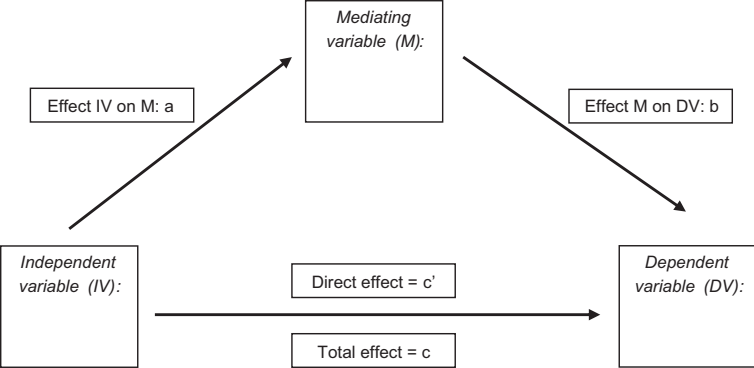 Mediating
variable (M):
Effect IV on M: a
Effect M on DV: b
Independent
variable (IV):
Direct effect = c’
Total effect = c
Dependent
variable (DV):